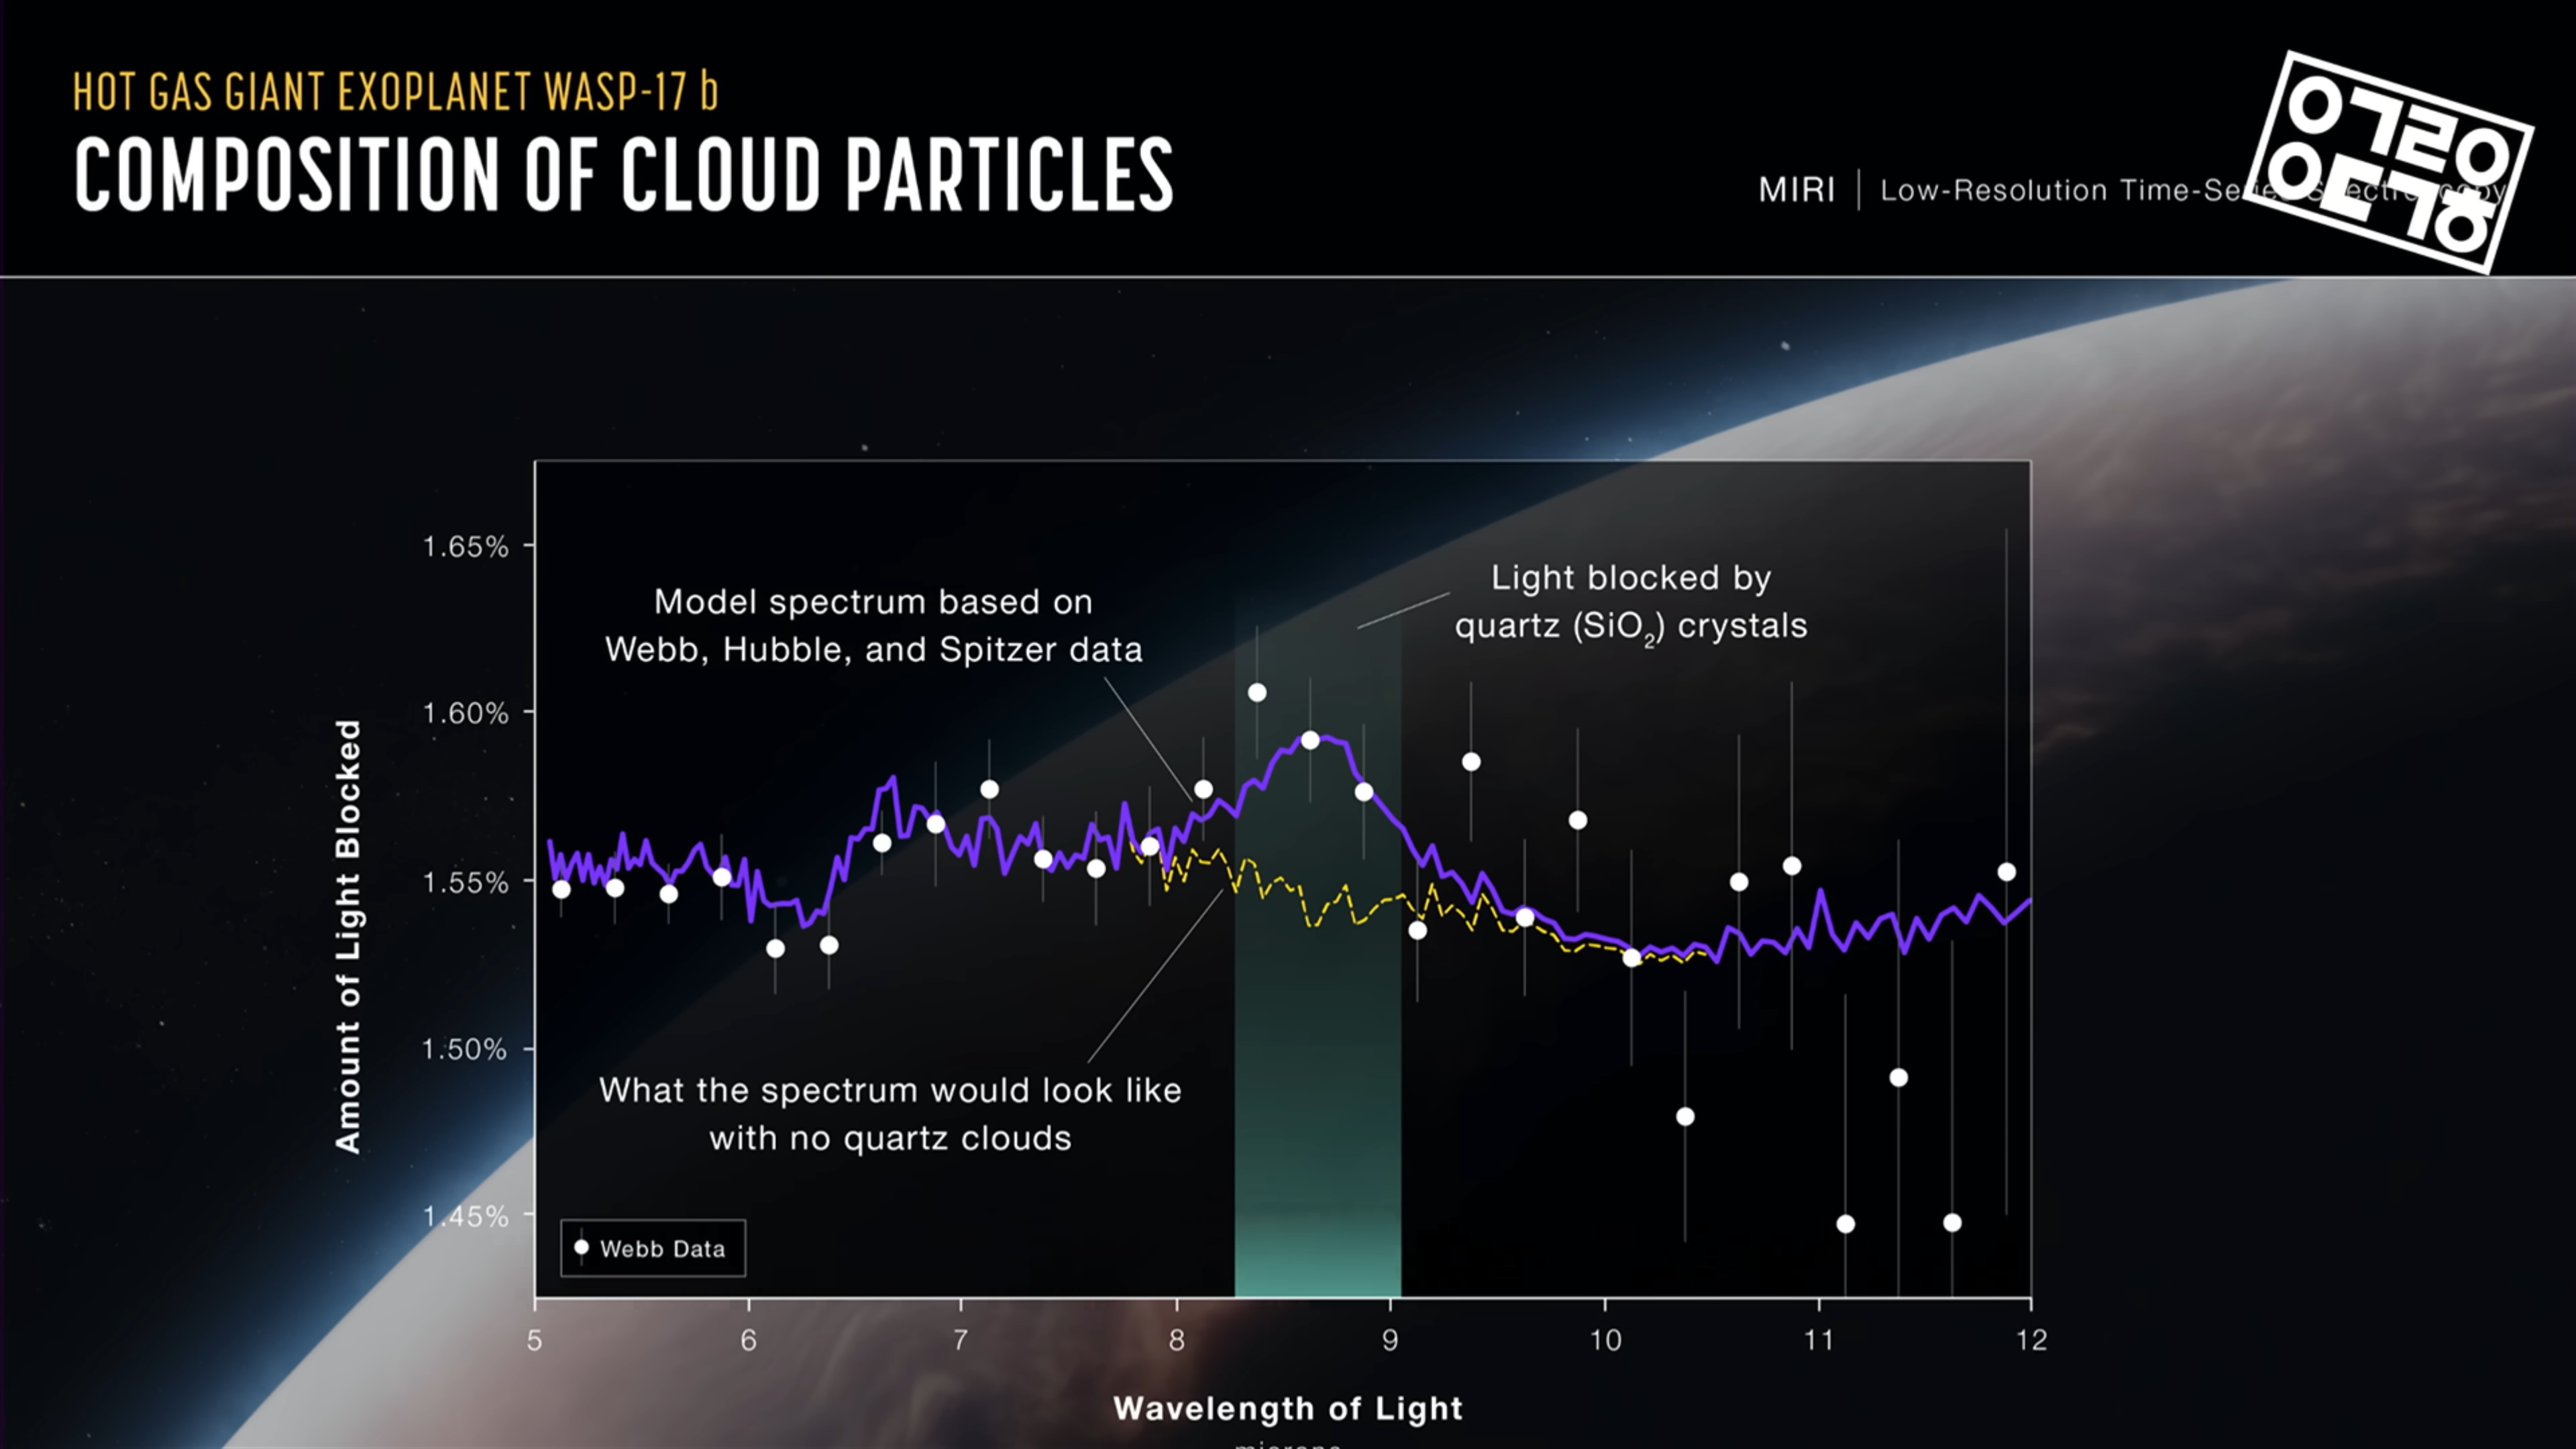 HOT GAS GIANT EXOPLANET WASP-17 b
COMPOSITION OF CLOUD PARTICLES
MIRI | Low-Resolution Time-Series
1.65%
1.60%
1.55%
1.50%
1.45%
Amount of Light Blocked
Model spectrum based on
Webb, Hubble, and Spitzer data
Light blocked by
quartz (SiO₂) crystals
What the spectrum would look like
with no quartz clouds
Webb Data
5 6 7 8 9 10 11 12
Wavelength of Light